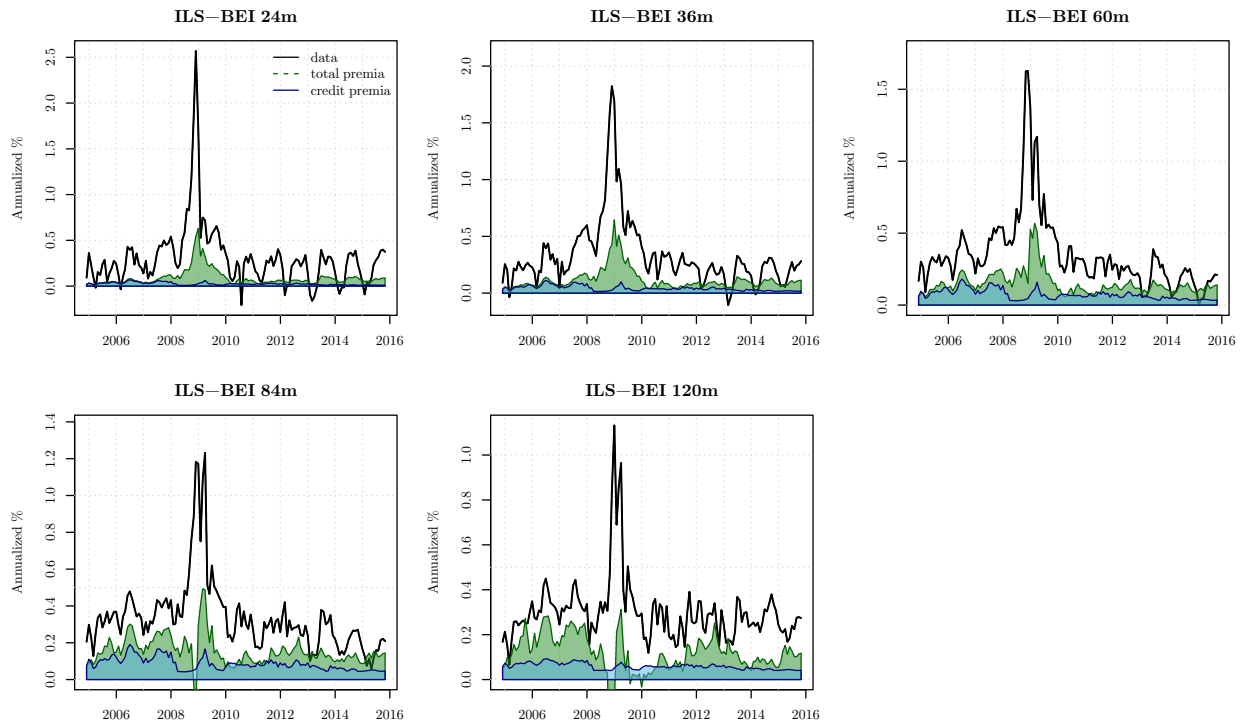 ILS−BEI 24m
Annualized %
0.0 0.5 1.0 1.5 2.0 2.5
data
total premia
credit premia
2006 2008 2010 2012 2014 2016
ILS−BEI 36m
Annualized %
0.0 0.5 1.0 1.5 2.0
2006 2008 2010 2012 2014 2016
ILS−BEI 60m
Annualized %
0.0 0.5 1.0 1.5
2006 2008 2010 2012 2014 2016
ILS−BEI 84m
Annualized %
0.0 0.2 0.4 0.6 0.8 1.0 1.2 1.4
2006 2008 2010 2012 2014 2016
ILS−BEI 120m
Annualized %
0.0 0.2 0.4 0.6 0.8 1.0
2006 2008 2010 2012 2014 2016